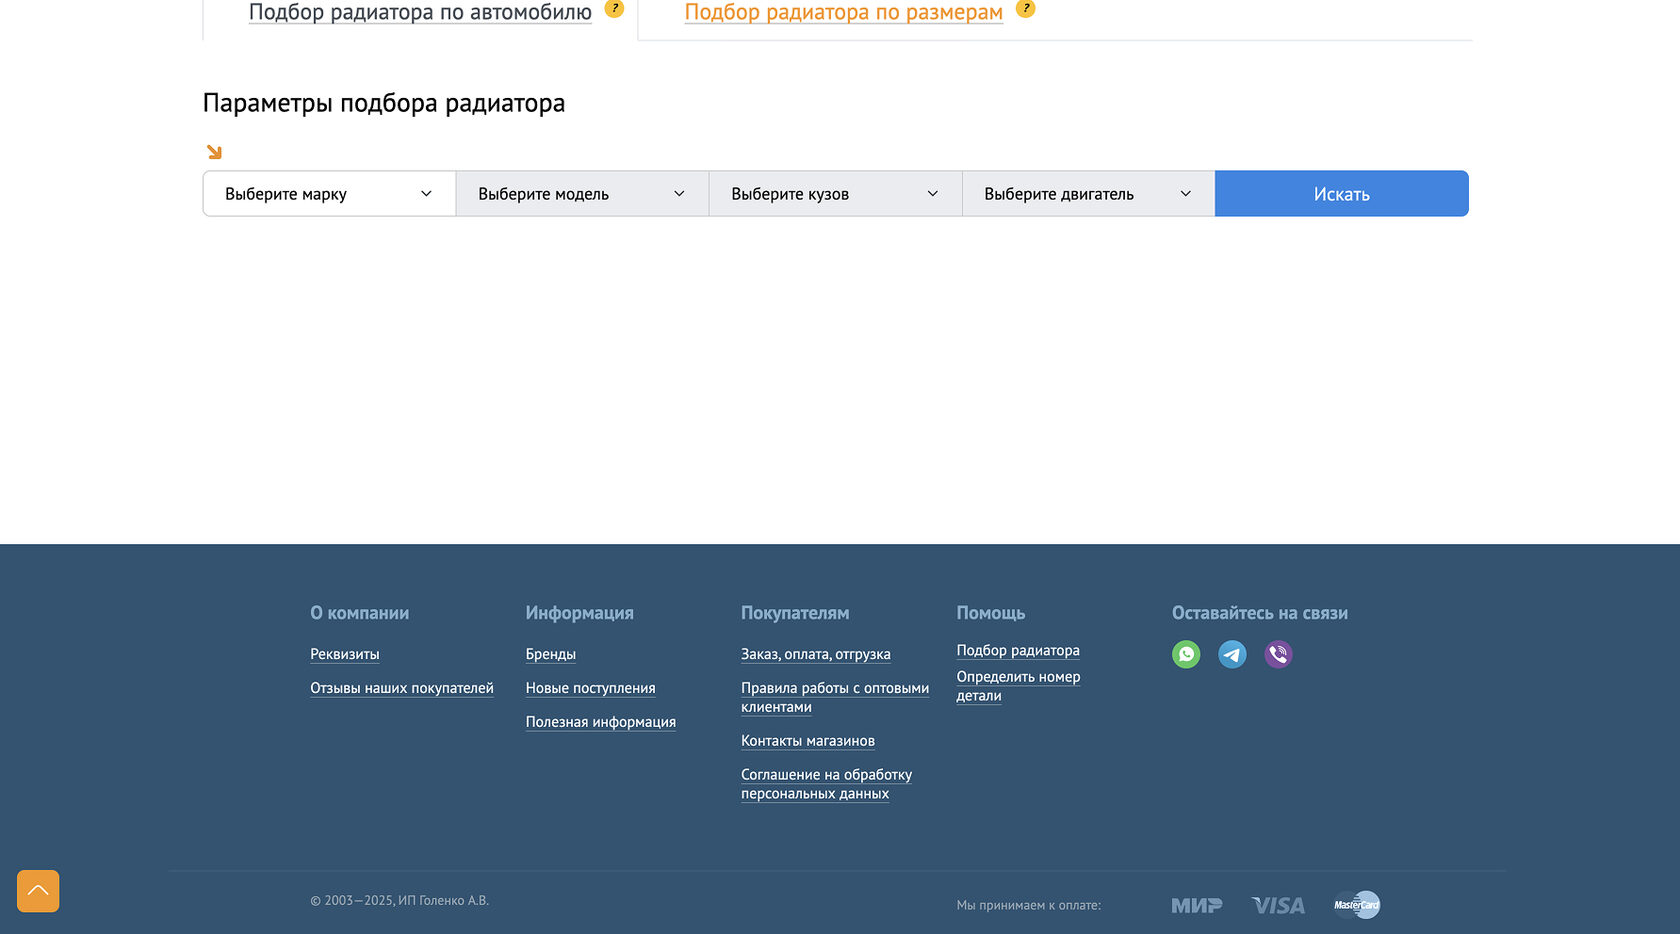 Подбор радиатора по автомобилю ? Подбор радиатора по размерам ?
Параметры подбора радиатора
Выберите марку Выберите модель Выберите кузов Выберите двигатель Искать
О компании
Реквизиты
Отзывы наших покупателей
Информация
Бренды
Новые поступления
Полезная информация
Покупателям
Заказ, оплата, отгрузка
Правила работы с оптовыми
клиентами
Контакты магазинов
Соглашение на обработку
персональных данных
Помощь
Подбор радиатора
Определить номер
детали
Оставайтесь на связи
© 2003—2025, ИП Голенко А.В.
Мы принимаем к оплате: МИР VISA MasterCard